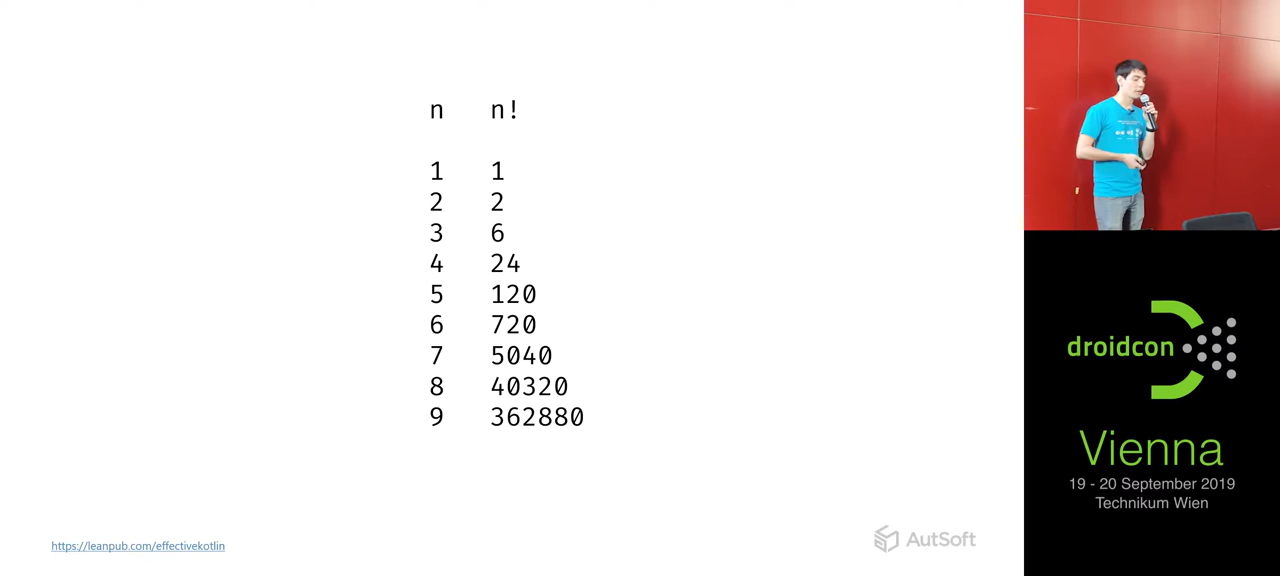 n n!
1 1
2 2
3 6
4 24
5 120
6 720
7 5040
8 40320
9 362880
https://leanpub.com/effectivekotlin
AutSoft
droidcon
Vienna
19 - 20 September 2019
Technikum Wien